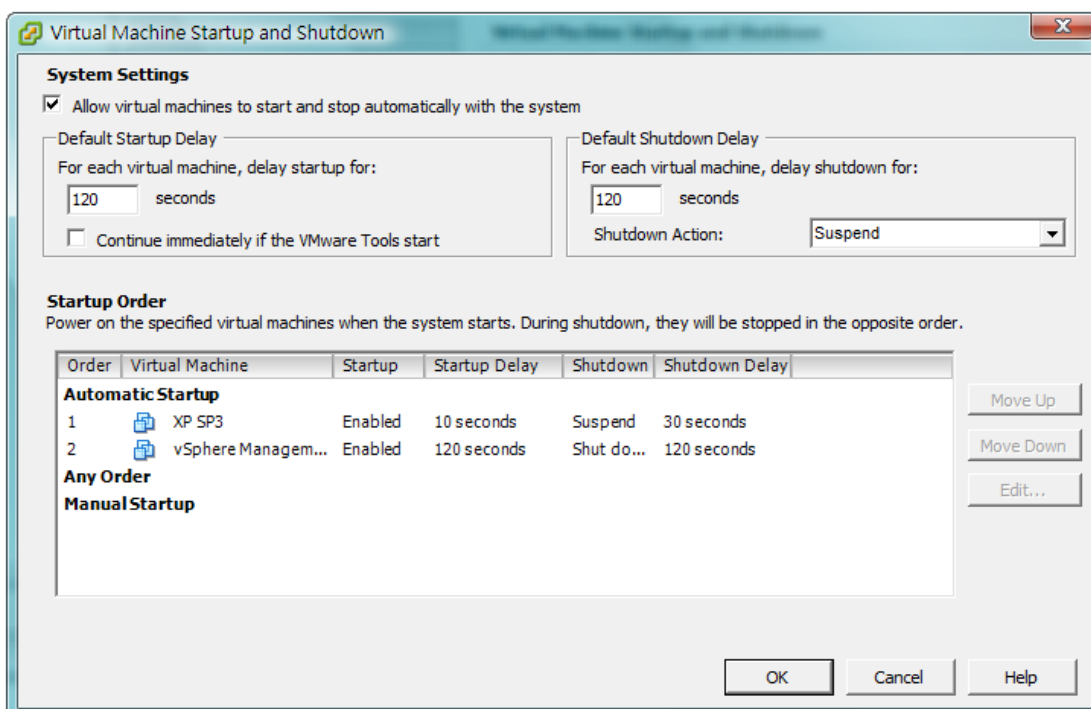 Virtual Machine Startup and Shutdown
System Settings
Allow virtual machines to start and stop automatically with the system
Default Startup Delay
For each virtual machine, delay startup for:
120 seconds
Continue immediately if the VMware Tools start
Default Shutdown Delay
For each virtual machine, delay shutdown for:
120 seconds
Shutdown Action: Suspend
Startup Order
Power on the specified virtual machines when the system starts. During shutdown, they will be stopped in the opposite order.
Order Virtual Machine Startup Startup Delay Shutdown Shutdown Delay
Automatic Startup
1 XP SP3 Enabled 10 seconds Suspend 30 seconds
2 vSphere Managem... Enabled 120 seconds Shut do... 120 seconds
Any Order
Manual Startup
Move Up
Move Down
Edit...
OK Cancel Help